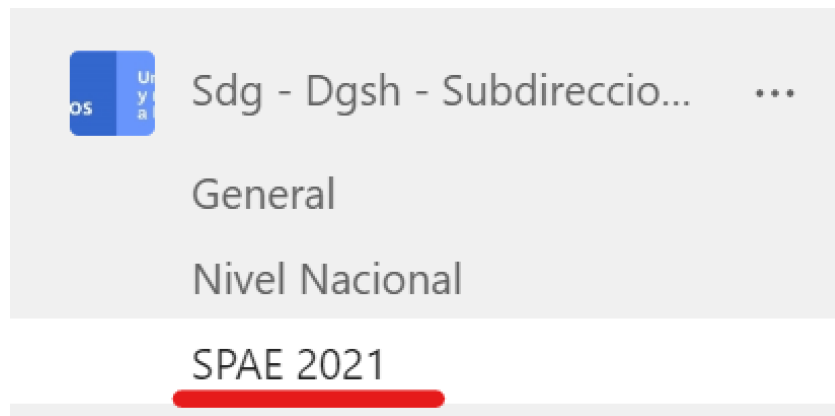 Sdg - Dgsh - Subdireccio...
General
Nivel Nacional
SPAE 2021